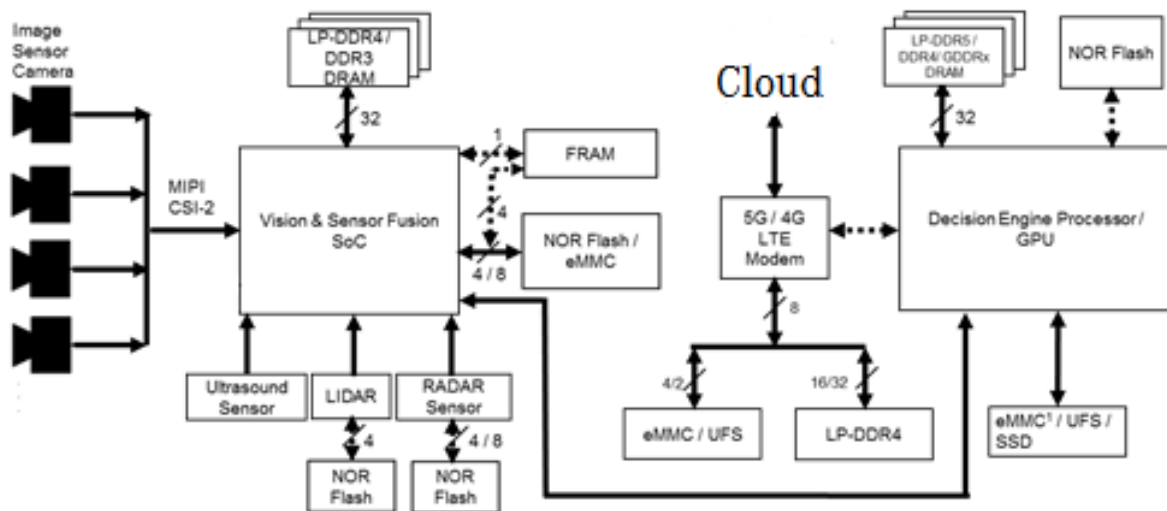 Image
Sensor
Camera
LP-DDR4 /
DDR3
DRAM
32
MIPI
CSI-2
Vision & Sensor Fusion
SoC
1
FRAM
4
NOR Flash /
eMMC
4 / 8
Ultrasound
Sensor
LIDAR
RADAR
Sensor
4
4 / 8
NOR
Flash
NOR
Flash
Cloud
5G / 4G
LTE
Modem
8
4/2
16/32
eMMC / UFS
LP-DDR4
LP-DDR5 /
DDR4/ GDDRx
DRAM
32
NOR Flash
Decision Engine Processor /
GPU
eMMC¹ / UFS /
SSD